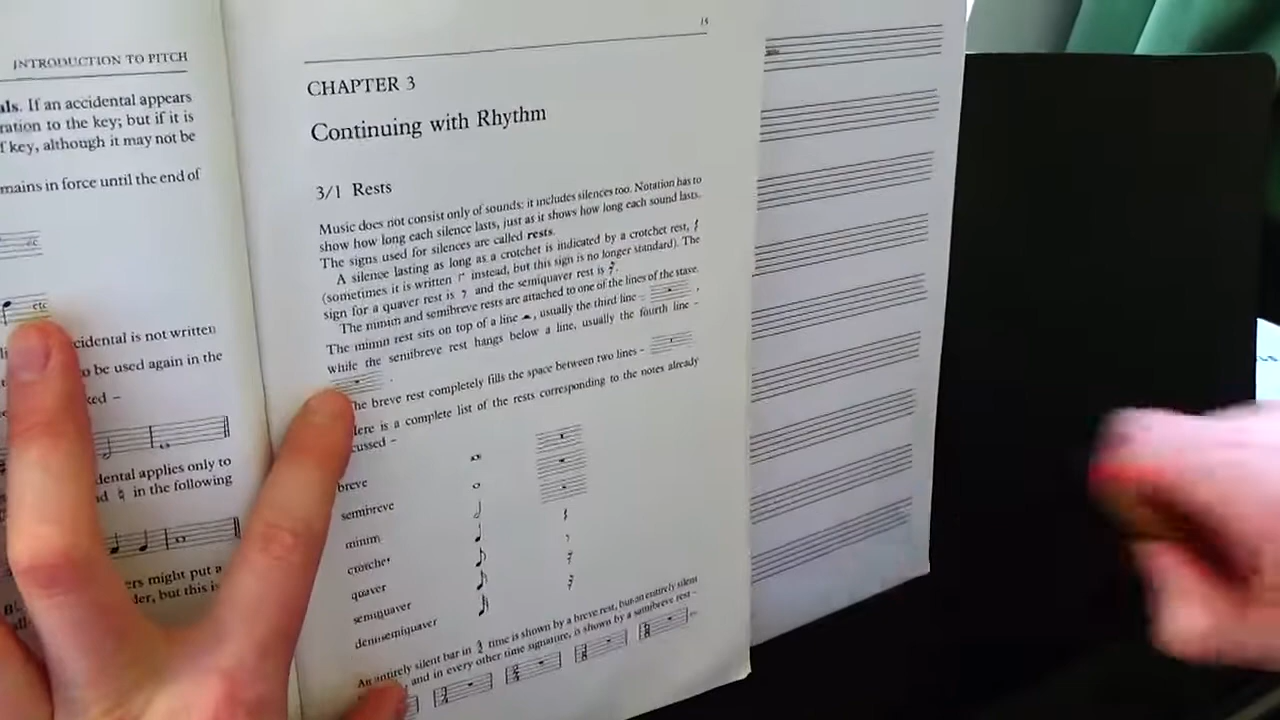 INTRODUCTION TO PITCH
als. If an accidental appears
ration to the key; but if it is
f key, although it may not be
mains in force until the end of
etc
cidental is not written
to be used again in the
ked –
dental applies only to
in the following
ers might put a
der, but this is
15
CHAPTER 3
Continuing with Rhythm
3/1 Rests
Music does not consist only of sounds: it includes silences too. Notation has to
show how long each silence lasts, just as it shows how long each sound lasts.
The signs used for silences are called rests.
A silence lasting as long as a crotchet is indicated by a crotchet rest,
(sometimes it is written instead, but this sign is no longer standard). The
sign for a quaver rest is and the semiquaver rest is
The minim and semibreve rests are attached to one of the lines of the stave.
The minim rest sits on top of a line , usually the third line –
while the semibreve rest hangs below a line, usually the fourth line –
he breve rest completely fills the space between two lines –
ere is a complete list of the rests corresponding to the notes already
cussed –
breve
semibreve
minim
crotchet
quaver
semiquaver
demisemiquaver
An entirely silent bar in time is shown by a breve rest, but an entirely silent
, and in every other time signature, is shown by a semibreve rest –